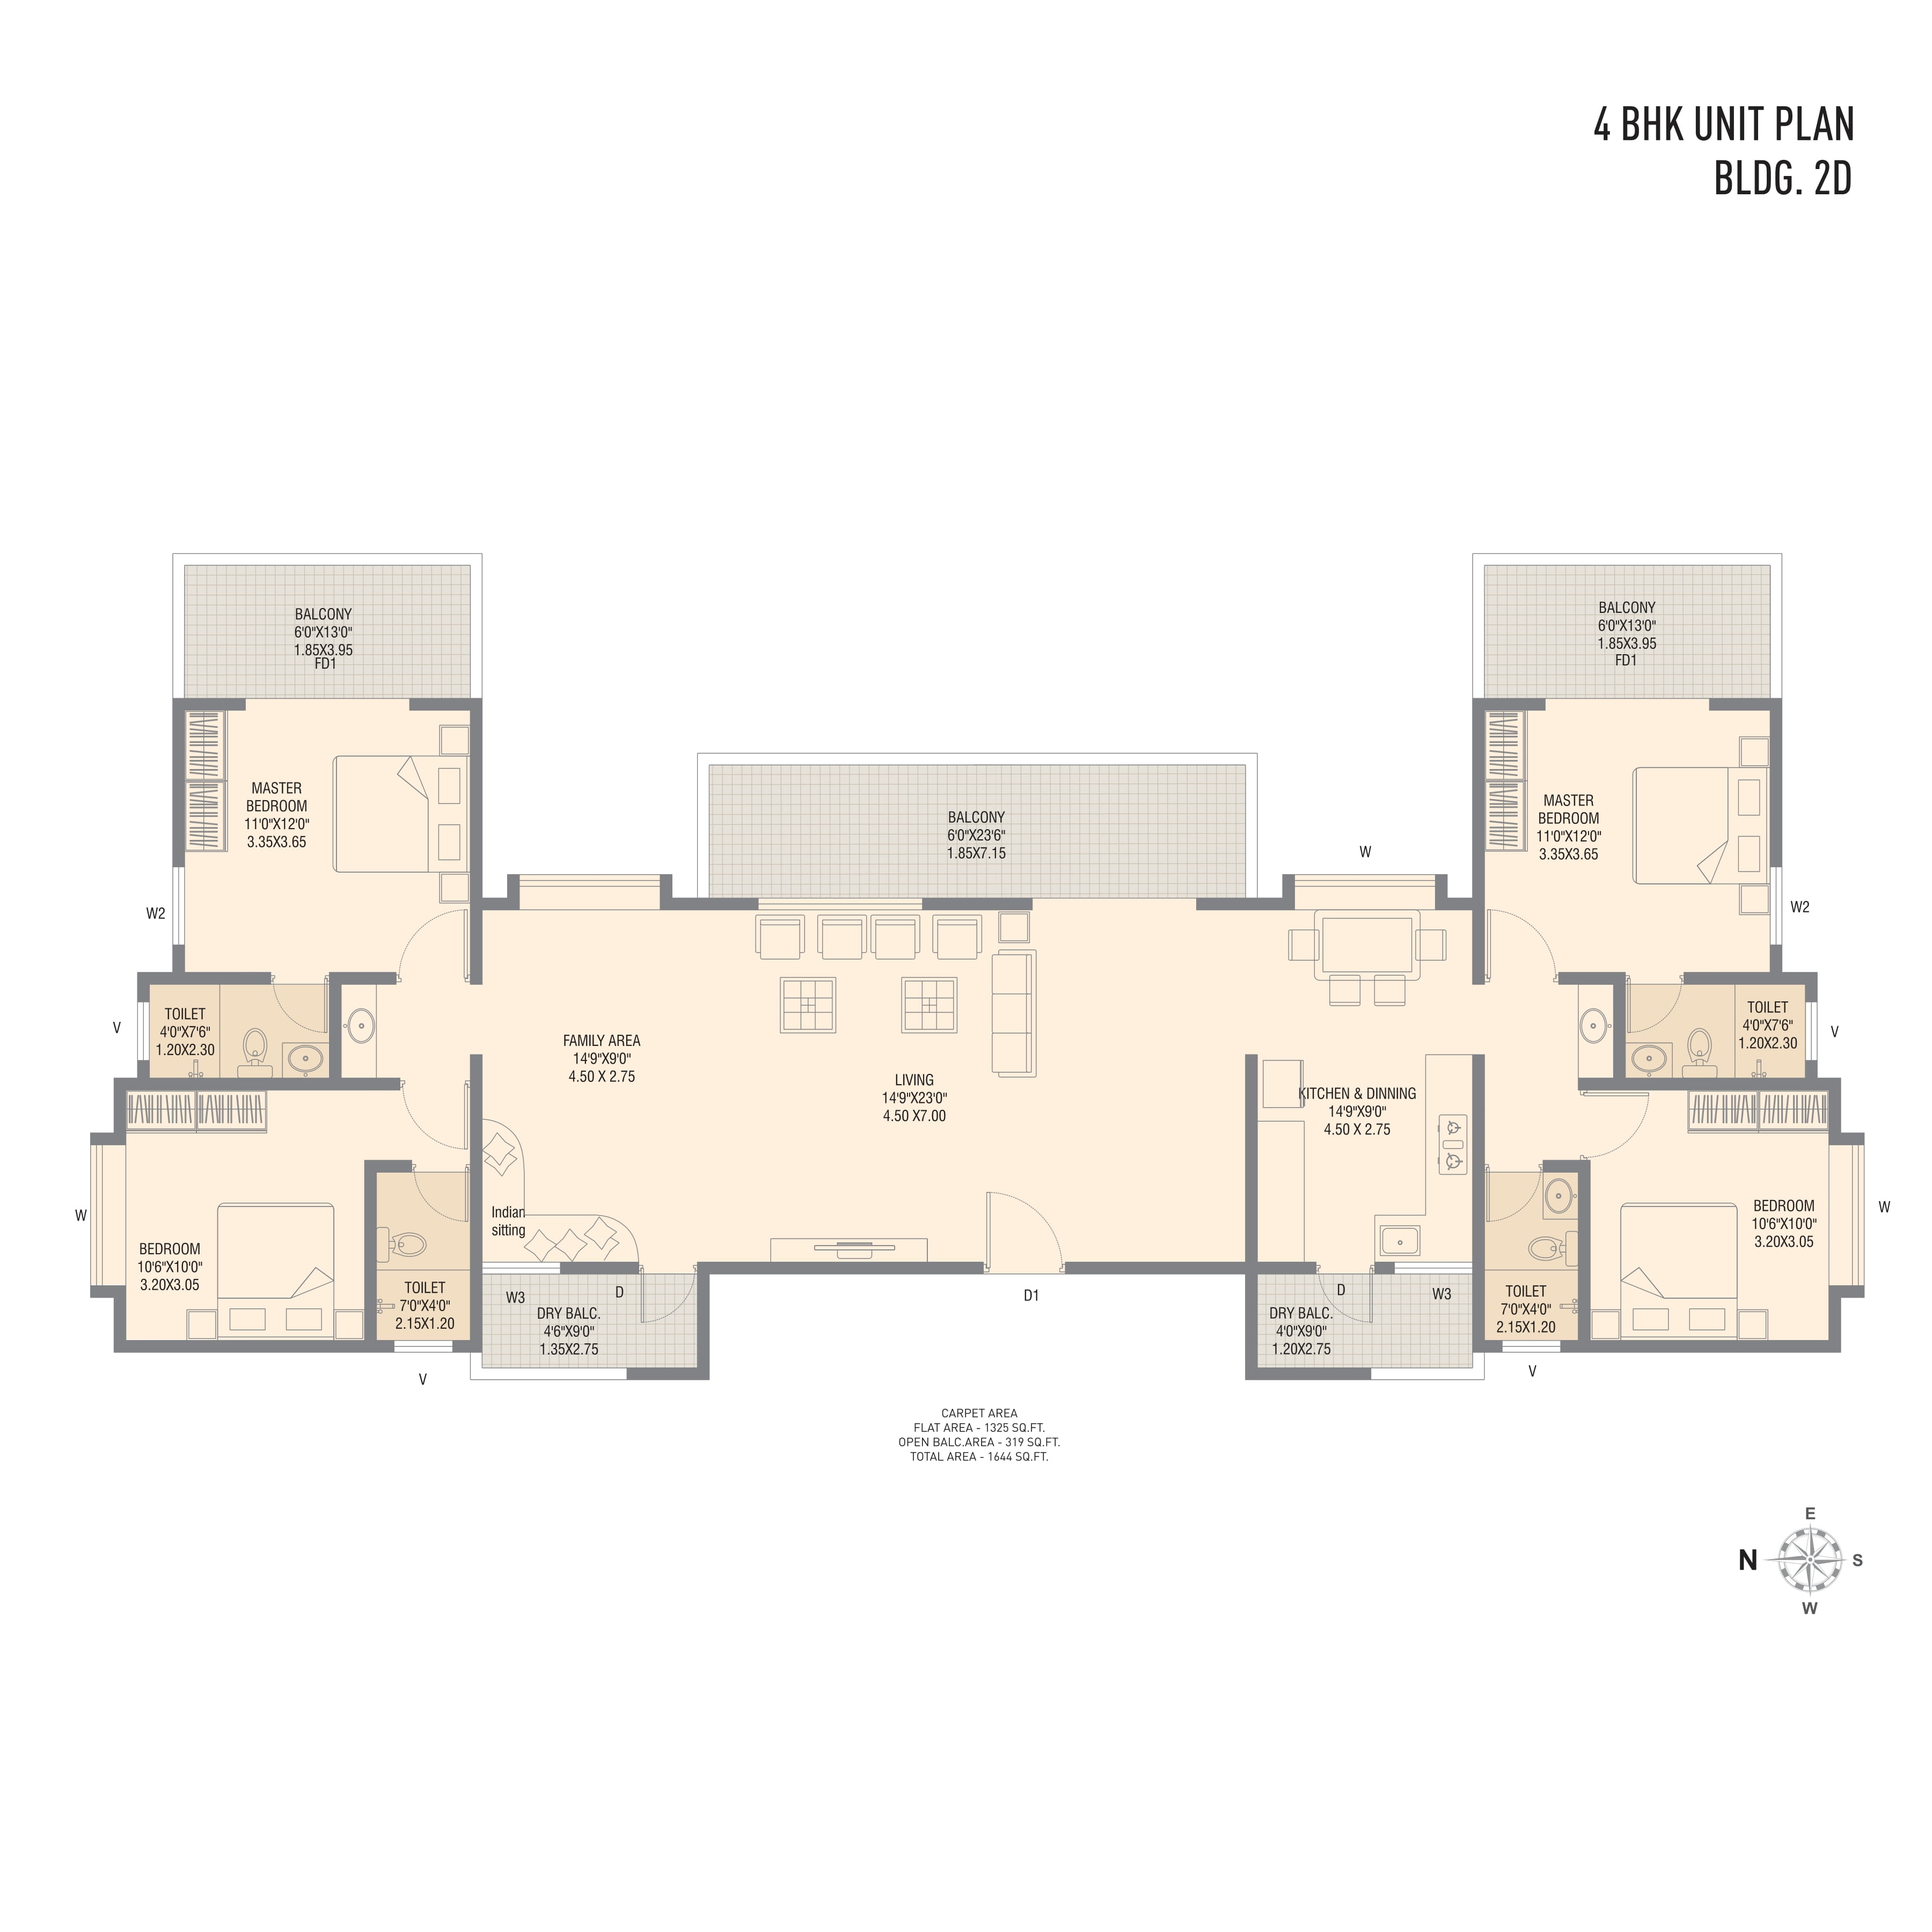 4 BHK UNIT PLAN
BLDG. 2D
BALCONY
6'0"X13'0"
1.85X3.95
FD1
BALCONY
6'0"X13'0"
1.85X3.95
FD1
MASTER
BEDROOM
11'0"X12'0"
3.35X3.65
BALCONY
6'0"X23'6"
1.85X7.15
W
MASTER
BEDROOM
11'0"X12'0"
3.35X3.65
W2
W2
V
TOILET
4'0"X7'6"
1.20X2.30
FAMILY AREA
14'9"X9'0"
4.50 X 2.75
LIVING
14'9"X23'0"
4.50 X7.00
KITCHEN & DINNING
14'9"X9'0"
4.50 X 2.75
TOILET
4'0"X7'6"
1.20X2.30
V
W
BEDROOM
10'6"X10'0"
3.20X3.05
Indian
sitting
TOILET
7'0"X4'0"
2.15X1.20
V
W3
D
DRY BALC.
4'6"X9'0"
1.35X2.75
D1
D
W3
DRY BALC.
4'0"X9'0"
1.20X2.75
TOILET
7'0"X4'0"
2.15X1.20
V
BEDROOM
10'6"X10'0"
3.20X3.05
W
CARPET AREA
FLAT AREA - 1325 SQ.FT.
OPEN BALC.AREA - 319 SQ.FT.
TOTAL AREA - 1644 SQ.FT.
E
N
S
W